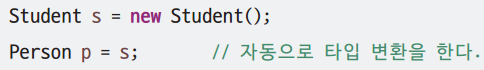 Student s = new Student();
Person p = s; // 자동으로 타입 변환을 한다.